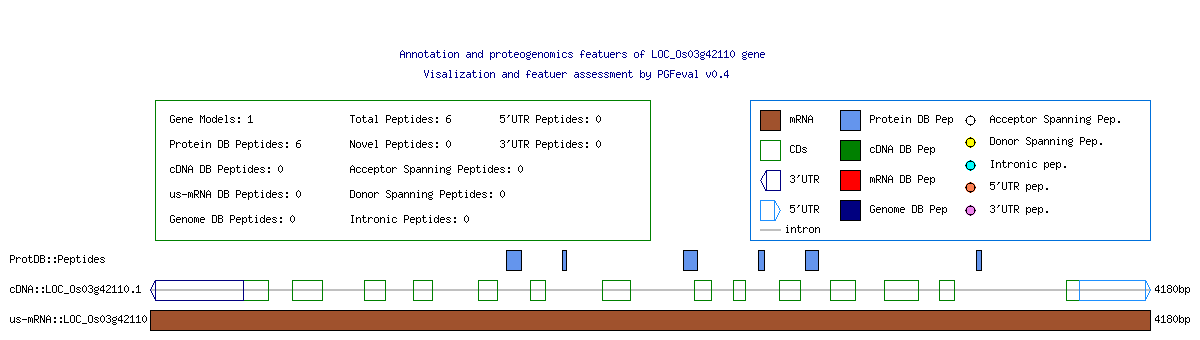 Annotation and proteogenomics featuers of LOC_Os03g42110 gene
Visalization and featuer assessment by PGFeval v0.4
Gene Models: 1 Total Peptides: 6 5'UTR Peptides: 0
Protein DB Peptides: 6 Novel Peptides: 0 3'UTR Peptides: 0
cDNA DB Peptides: 0 Acceptor Spanning Peptides: 0
us-mRNA DB Peptides: 0 Donor Spanning Peptides: 0
Genome DB Peptides: 0 Intronic Peptides: 0
mRNA Protein DB Pep Acceptor Spanning Pep.
CDs cDNA DB Pep Donor Spanning Pep.
3'UTR mRNA DB Pep Intronic pep.
5'UTR Genome DB Pep 5'UTR pep.
intron 3'UTR pep.
ProtDB::Peptides
cDNA::LOC_Os03g42110.1 4180bp
us-mRNA::LOC_Os03g42110 4180bp